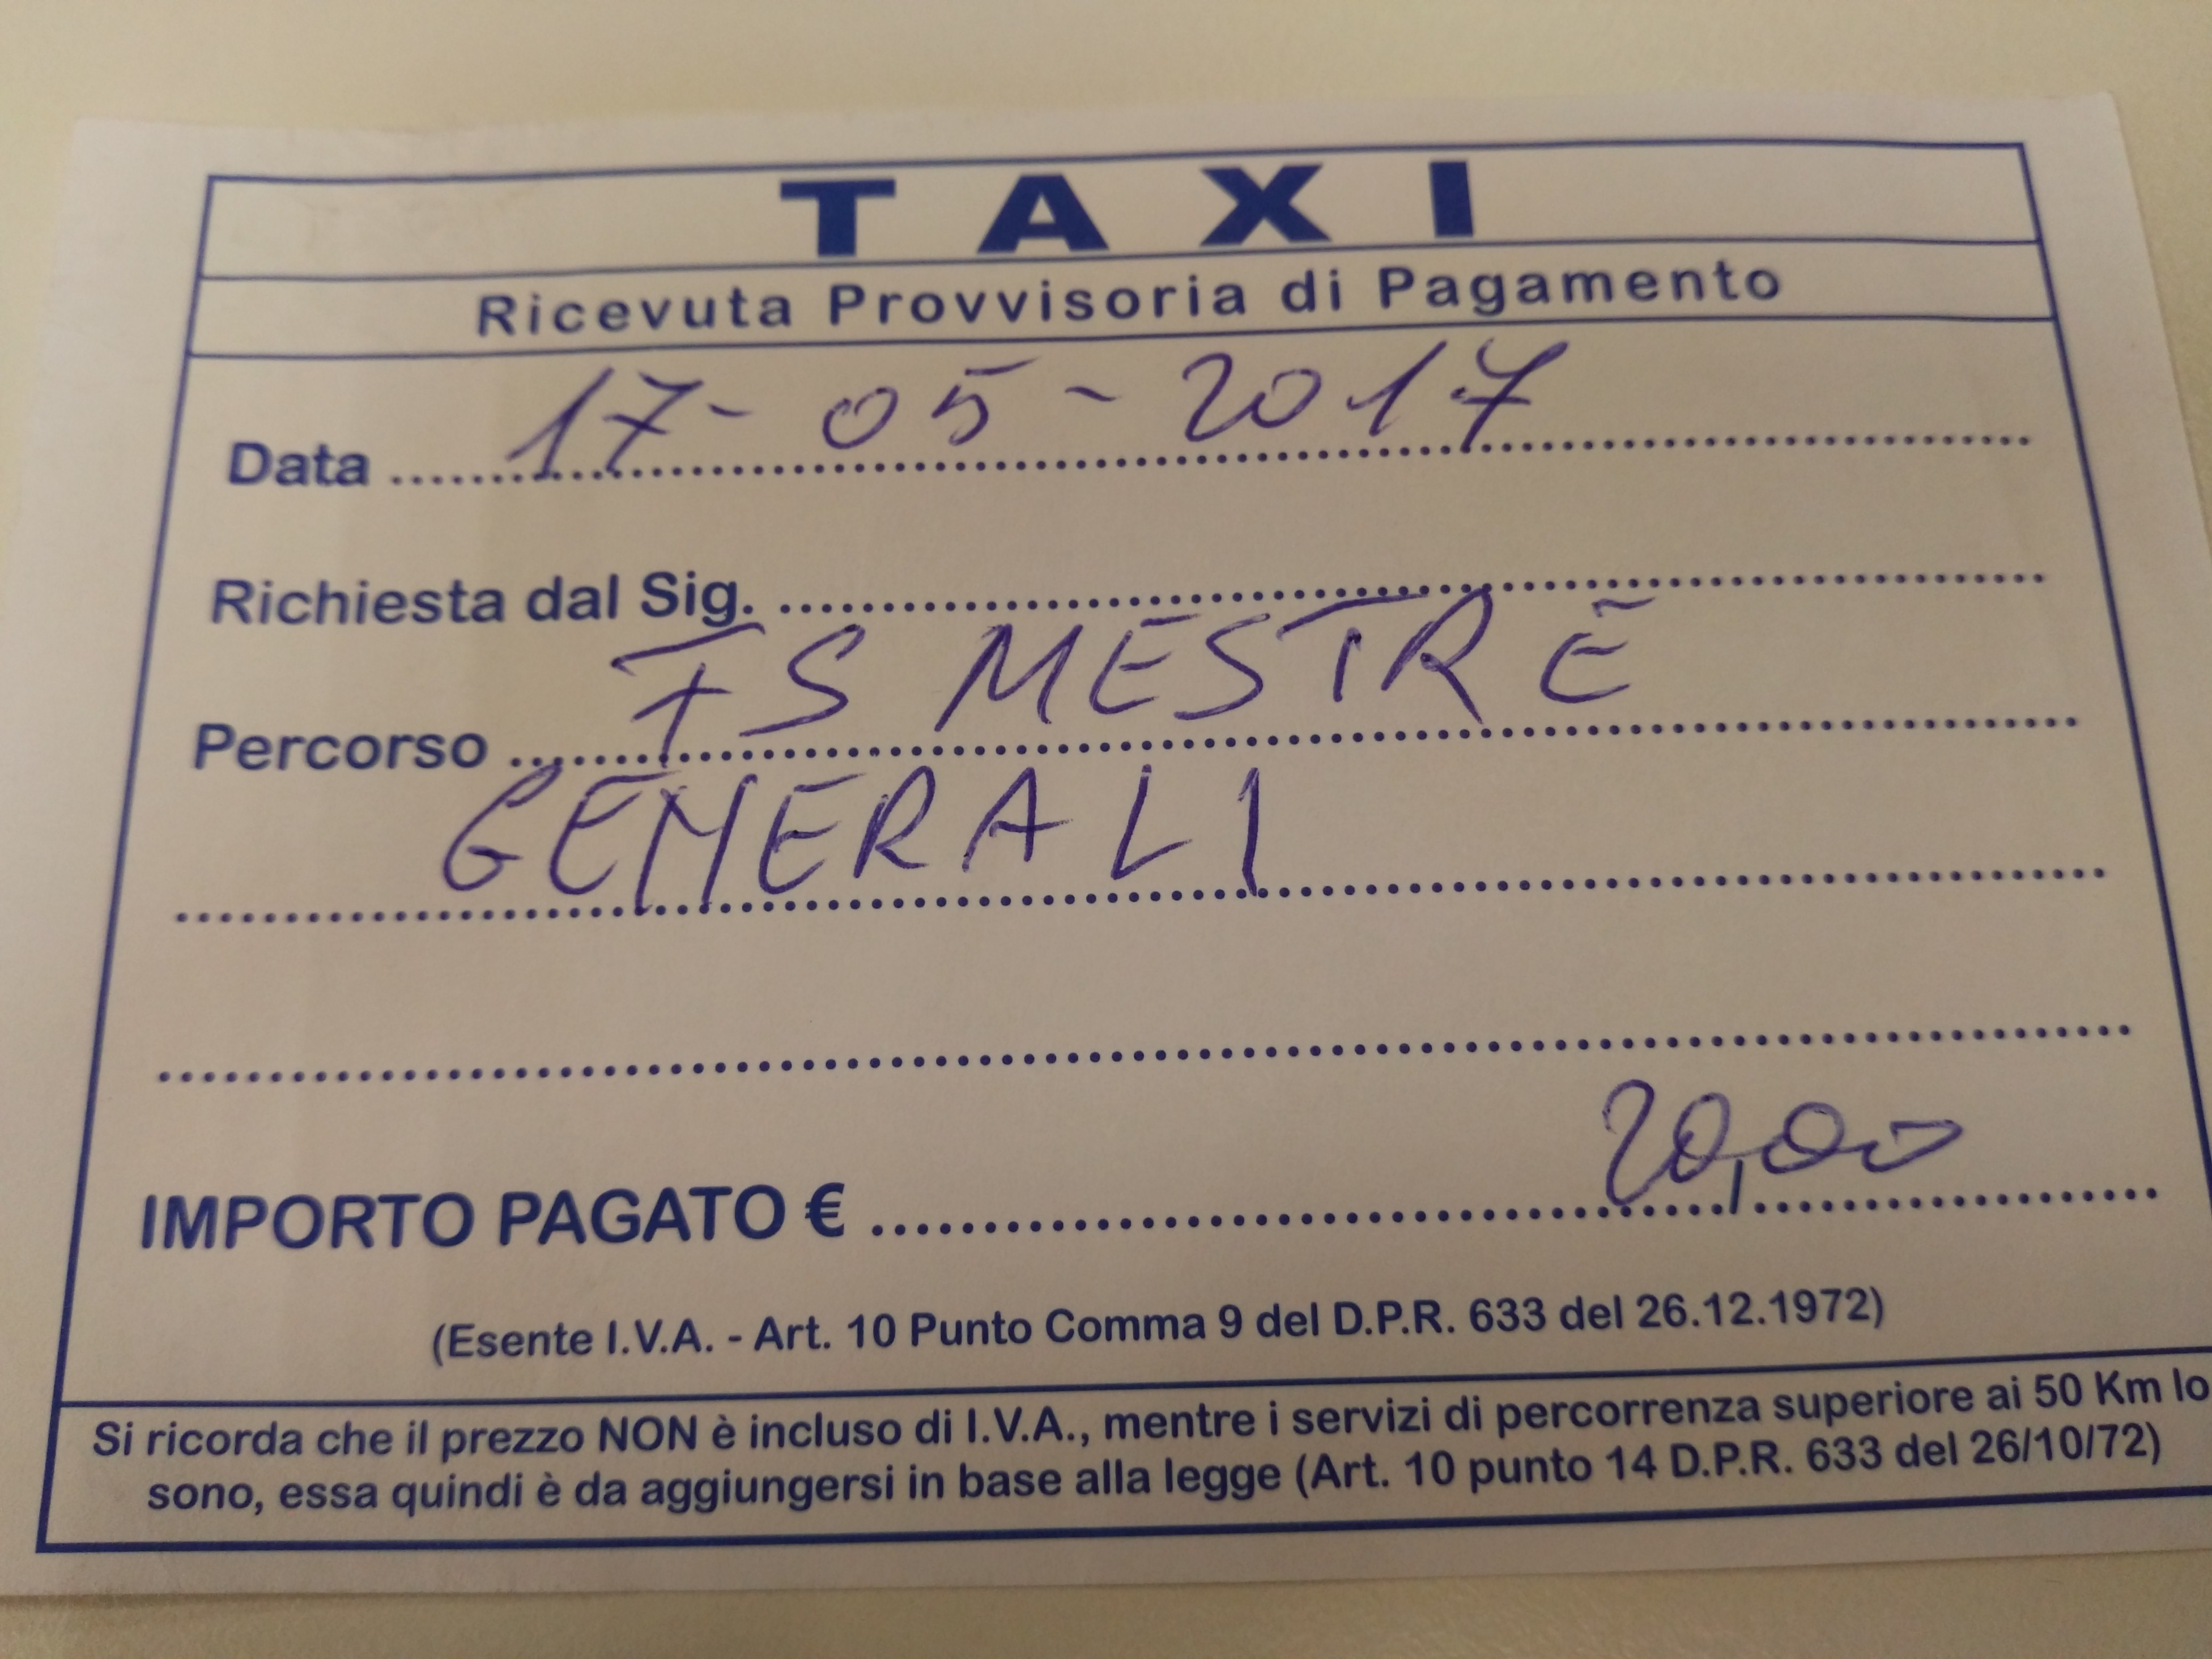 TAXI
Ricevuta Provvisoria di Pagamento
Data 17-05-2017
Richiesta dal Sig.
Percorso FS MESTRE
GENERALI
IMPORTO PAGATO € 20,00
(Esente I.V.A. - Art. 10 Punto Comma 9 del D.P.R. 633 del 26.12.1972)
Si ricorda che il prezzo NON è incluso di I.V.A., mentre i servizi di percorrenza superiore ai 50 Km lo
sono, essa quindi è da aggiungersi in base alla legge (Art. 10 punto 14 D.P.R. 633 del 26/10/72)